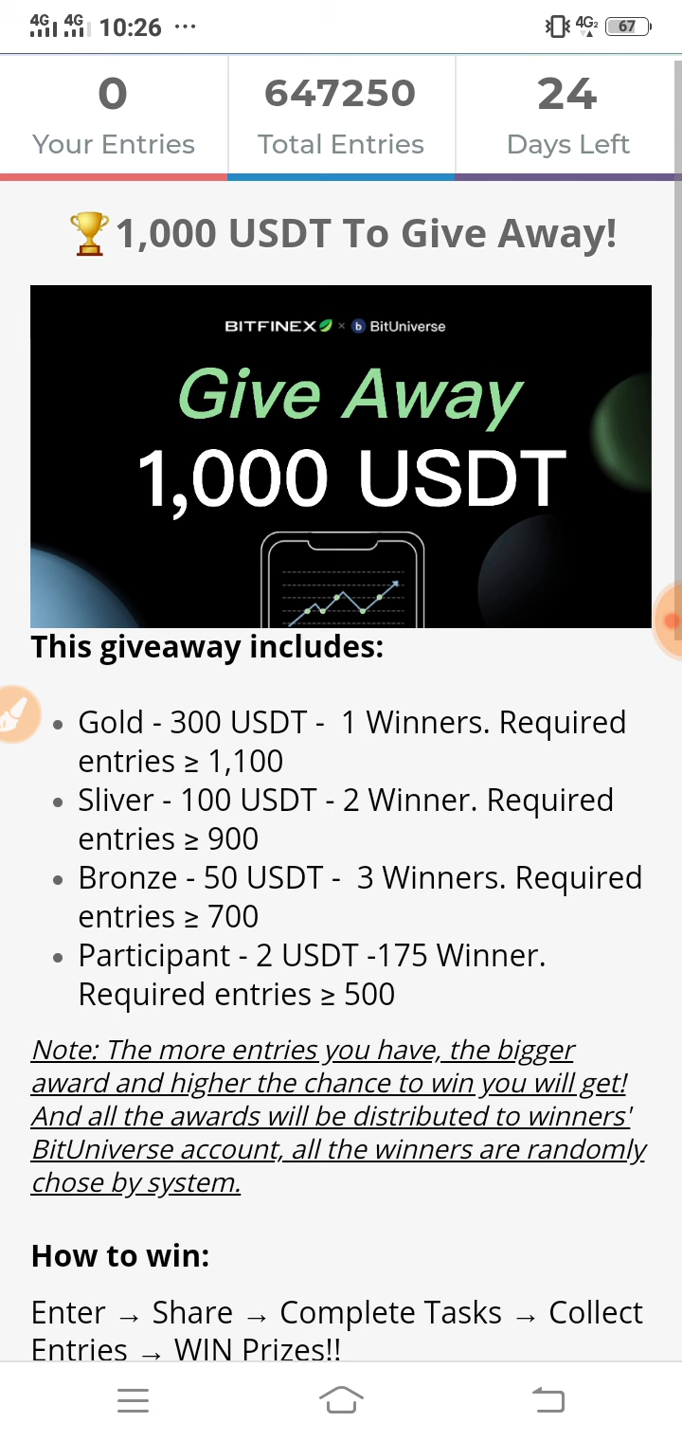 4G 4G 10:26 ... 4G2 67
0 647250 24
Your Entries Total Entries Days Left
🏆1,000 USDT To Give Away!
BITFINEX × b BitUniverse
Give Away
1,000 USDT
This giveaway includes:
• Gold - 300 USDT - 1 Winners. Required
entries ≥ 1,100
• Sliver - 100 USDT - 2 Winner. Required
entries ≥ 900
• Bronze - 50 USDT - 3 Winners. Required
entries ≥ 700
• Participant - 2 USDT -175 Winner.
Required entries ≥ 500
Note: The more entries you have, the bigger
award and higher the chance to win you will get!
And all the awards will be distributed to winners'
BitUniverse account, all the winners are randomly
chose by system.
How to win:
Enter → Share → Complete Tasks → Collect
Entries → WIN Prizes!!